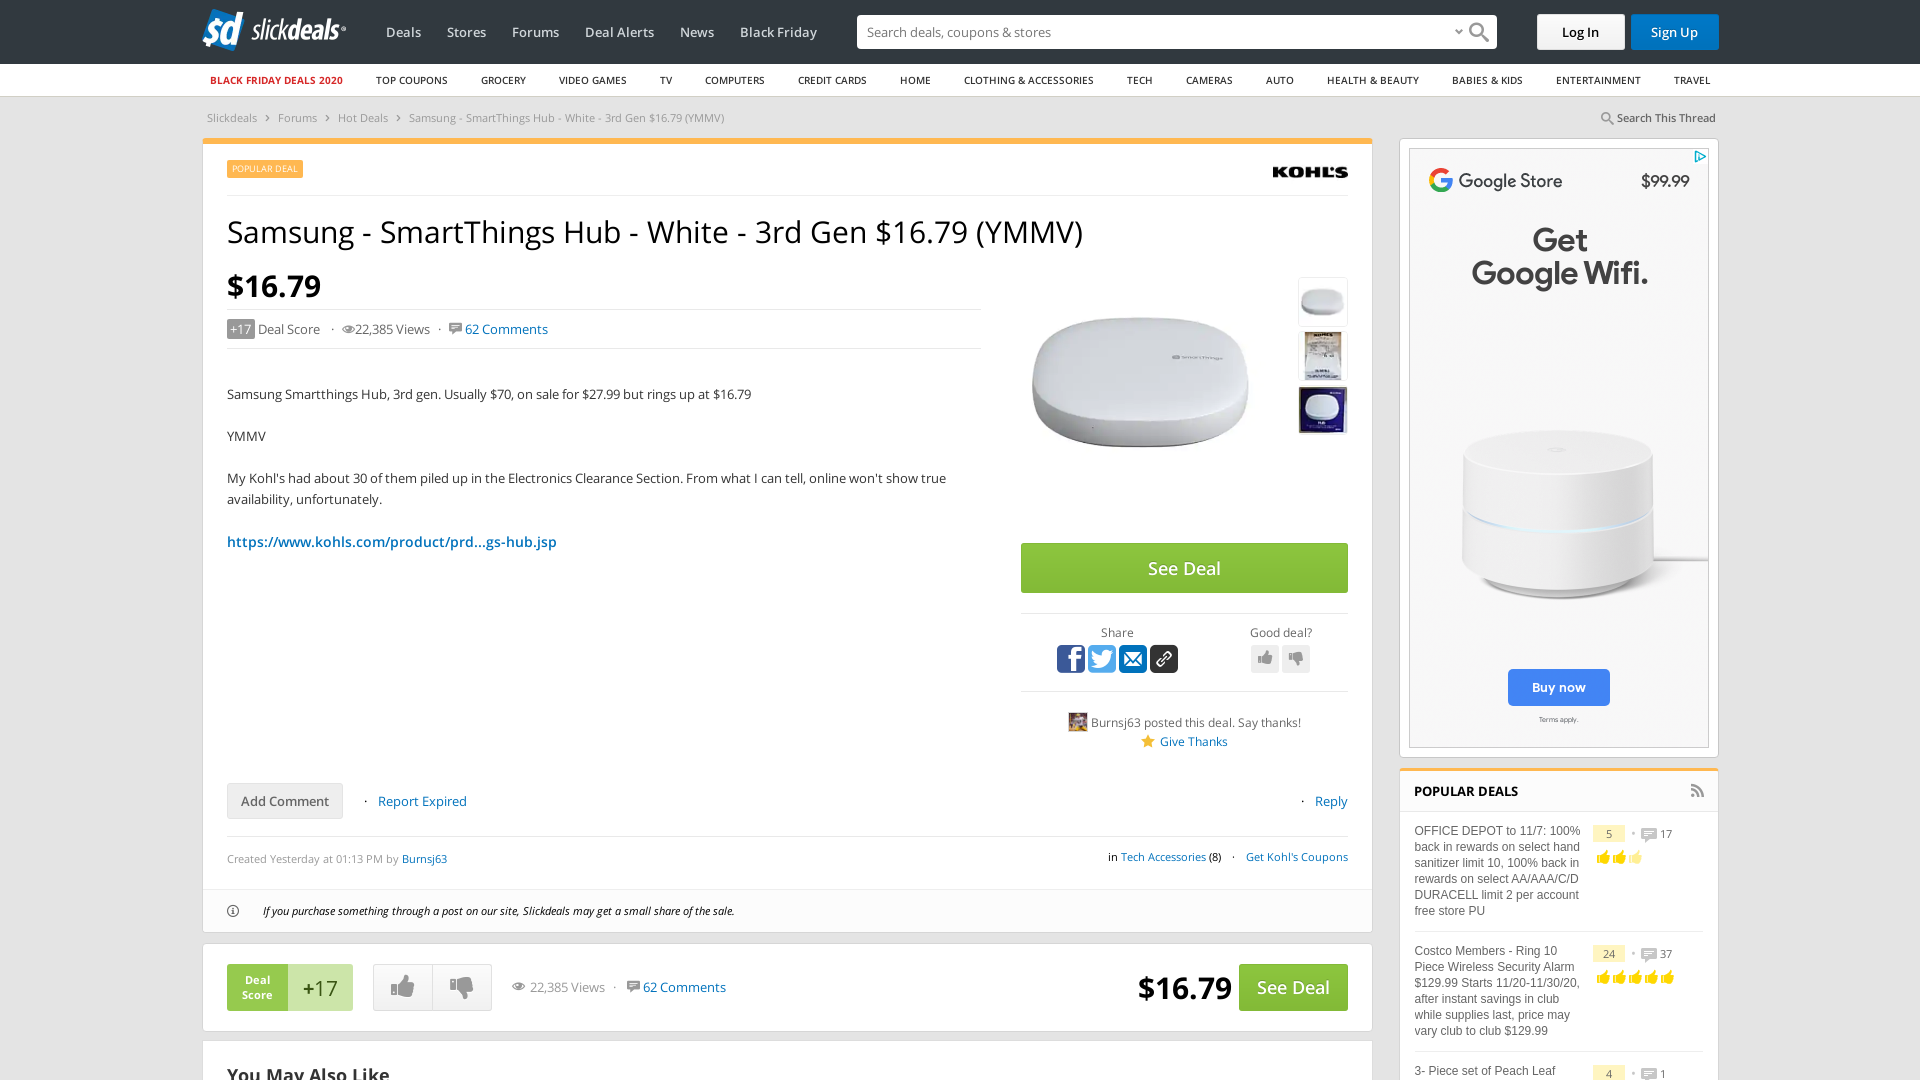 sd slickdeals
Deals Stores Forums Deal Alerts News Black Friday
Search deals, coupons & shops
Log In
Sign Up
BLACK FRIDAY DEALS 2020 TOP COUPONS GROCERY VIDEO GAMES TV COMPUTERS CREDIT CARDS HOME CLOTHING & ACCESSORIES TECH CAMERAS AUTO HEALTH & BEAUTY BABIES & KIDS ENTERTAINMENT TRAVEL
Slickdeals > Forums > Hot Deals > Samsung - SmartThings Hub - White - 3rd Gen $16.79 (YMMV)
Search This Thread
POPULAR DEAL
KOHL'S
Samsung - SmartThings Hub - White - 3rd Gen $16.79 (YMMV)
$16.79
+17 Deal Score · 22,385 Views · 62 Comments
Samsung Smartthings Hub, 3rd gen. Usually $70, on sale for $27.99 but rings up at $16.79
YMMV
My Kohl's had about 30 of them piled up in the Electronics Clearance Section. From what I can tell, online won't show true
availability, unfortunately.
https://www.kohls.com/product/prd...gs-hub.jsp
SmartThings
See Deal
Share
Good deal?
Burnsj63 posted this deal. Say thanks!
Give Thanks
Add Comment · Report Expired
· Reply
Created Yesterday at 01:13 PM by Burnsj63
in Tech Accessories (8) · Get Kohl's Coupons
If you purchase something through a post on our site, Slickdeals may get a small share of the sale.
Deal
Score
+17
22,385 Views · 62 Comments
$16.79
See Deal
You May Also Like
Google Store
$99.99
Get
Google Wifi.
Buy now
Terms apply.
POPULAR DEALS
OFFICE DEPOT to 11/7: 100%
back in rewards on select hand
sanitizer limit 10, 100% back in
rewards on select AA/AAA/C/D
DURACELL limit 2 per account
free store PU
5 • 17
Costco Members - Ring 10
Piece Wireless Security Alarm
$129.99 Starts 11/20-11/30/20,
after instant savings in club
while supplies last, price may
vary club to club $129.99
24 • 37
3- Piece set of Peach Leaf
4 • 1